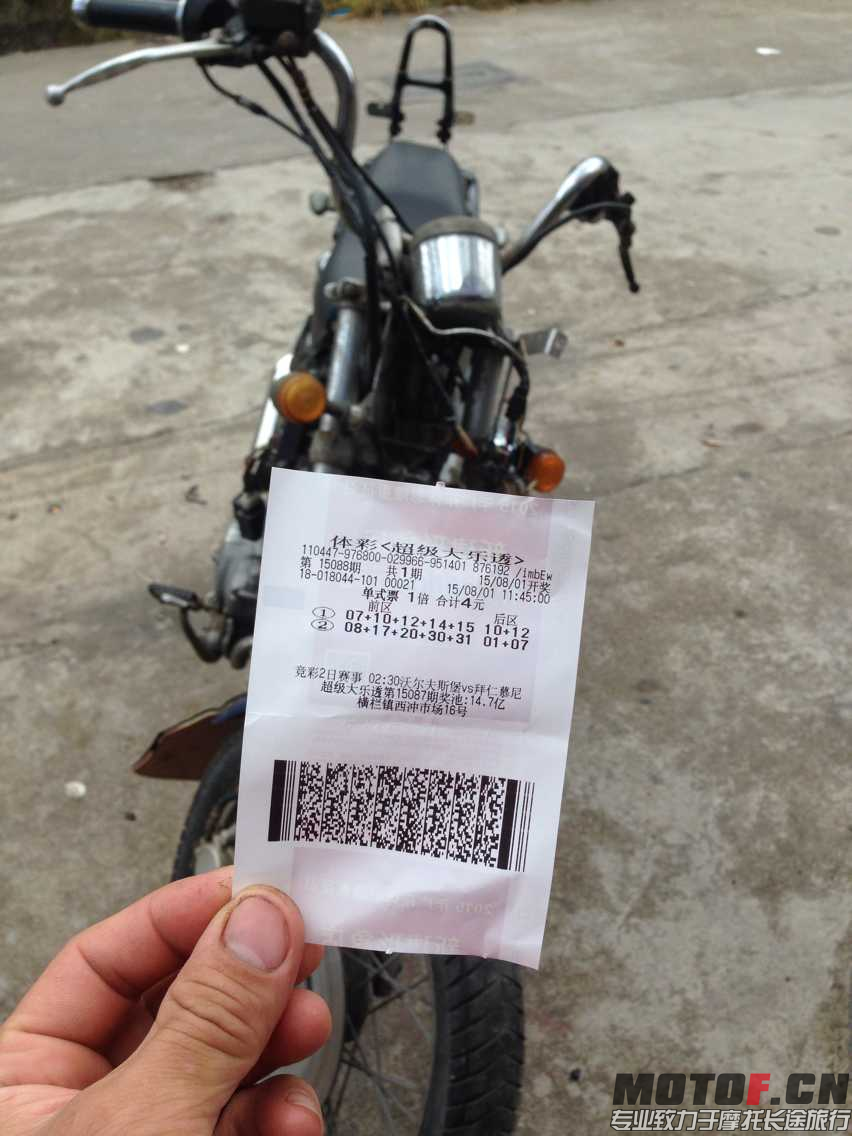 体彩<超级大乐透>
110447-976800-029966-951401 876192 /imbEw
第 15088期 共1期 15/08/01开奖
18-018044-101 00021 15/08/01 11:45:00
单式票 1倍 合计4元
前区 后区
① 07+10+12+14+15 10+12
② 08+17+20+30+31 01+07
竞彩2日赛事 02:30沃尔夫斯堡vs拜仁慕尼
超级大乐透第15087期奖池:14.7亿
横栏镇西冲市场16号
MOTOF.CN
专业致力于摩托长途旅行